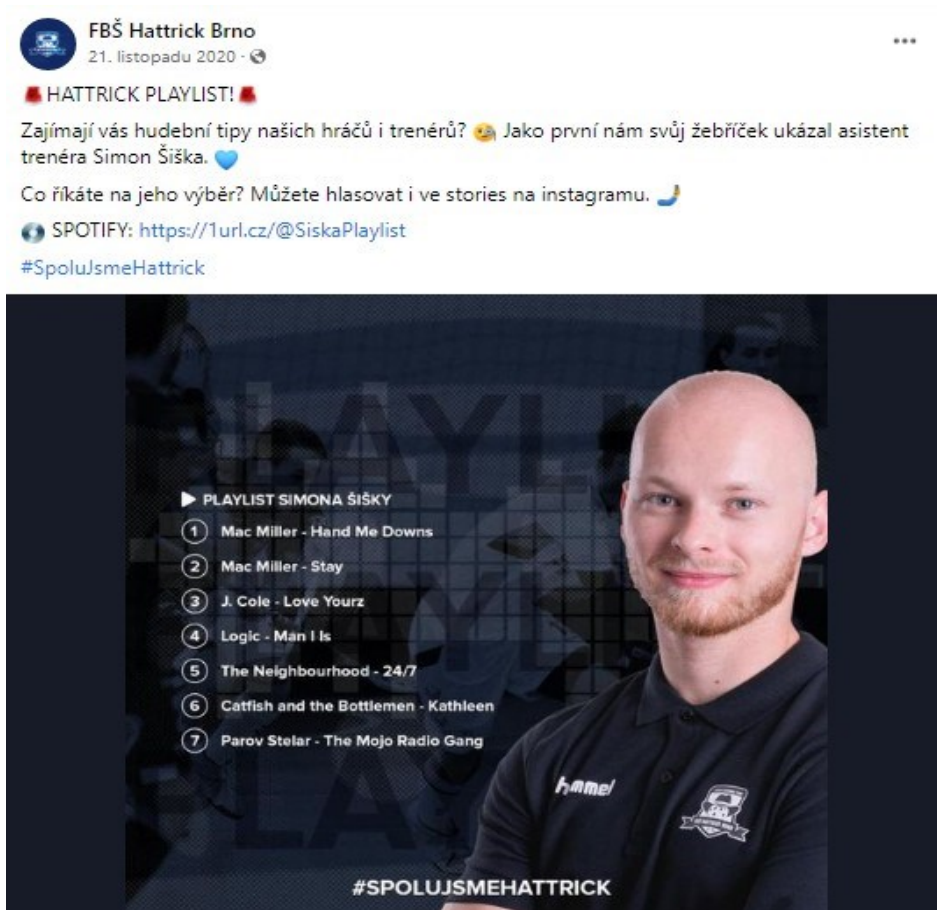 FBŠ Hattrick Brno
21. listopadu 2020 ·
HATTRICK PLAYLIST!
Zajímají vás hudební tipy našich hráčů i trenérů? Jako první nám svůj žebříček ukázal asistent
trenéra Simon Šiška.
Co říkáte na jeho výběr? Můžete hlasovat i ve stories na instagramu.
SPOTIFY: https://1url.cz/@SiskaPlaylist
#SpoluJsmeHattrick
PLAYLIST SIMONA ŠIŠKY
1 Mac Miller - Hand Me Downs
2 Mac Miller - Stay
3 J. Cole - Love Yourz
4 Logic - Man I Is
5 The Neighbourhood - 24/7
6 Catfish and the Bottlemen - Kathleen
7 Parov Stelar - The Mojo Radio Gang
hummel
#SPOLUJSMEHATTRICK